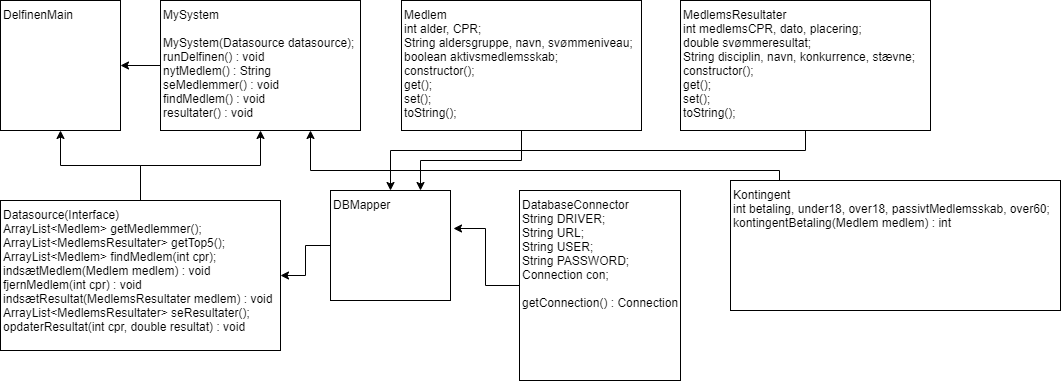 DelfinenMain
MySystem
MySystem(Datasource datasource);
runDelfinen() : void
nytMedlem() : String
seMedlemmer() : void
findMedlem() : void
resultater() : void
Medlem
int alder, CPR;
String aldersgruppe, navn, svømmeniveau;
boolean aktivsmedlemsskab;
constructor();
get();
set();
toString();
MedlemsResultater
int medlemsCPR, dato, placering;
double svømmeresultat;
String disciplin, navn, konkurrence, stævne;
constructor();
get();
set();
toString();
Datasource(Interface)
ArrayList<Medlem> getMedlemmer();
ArrayList<MedlemsResultater> getTop5();
ArrayList<Medlem> findMedlem(int cpr);
indsætMedlem(Medlem medlem) : void
fjernMedlem(int cpr) : void
indsætResultat(MedlemsResultater medlem) : void
ArrayList<MedlemsResultater> seResultater();
opdaterResultat(int cpr, double resultat) : void
DBMapper
DatabaseConnector
String DRIVER;
String URL;
String USER;
String PASSWORD;
Connection con;
getConnection() : Connection
Kontingent
int betaling, under18, over18, passivtMedlemsskab, over60;
kontingentBetaling(Medlem medlem) : int